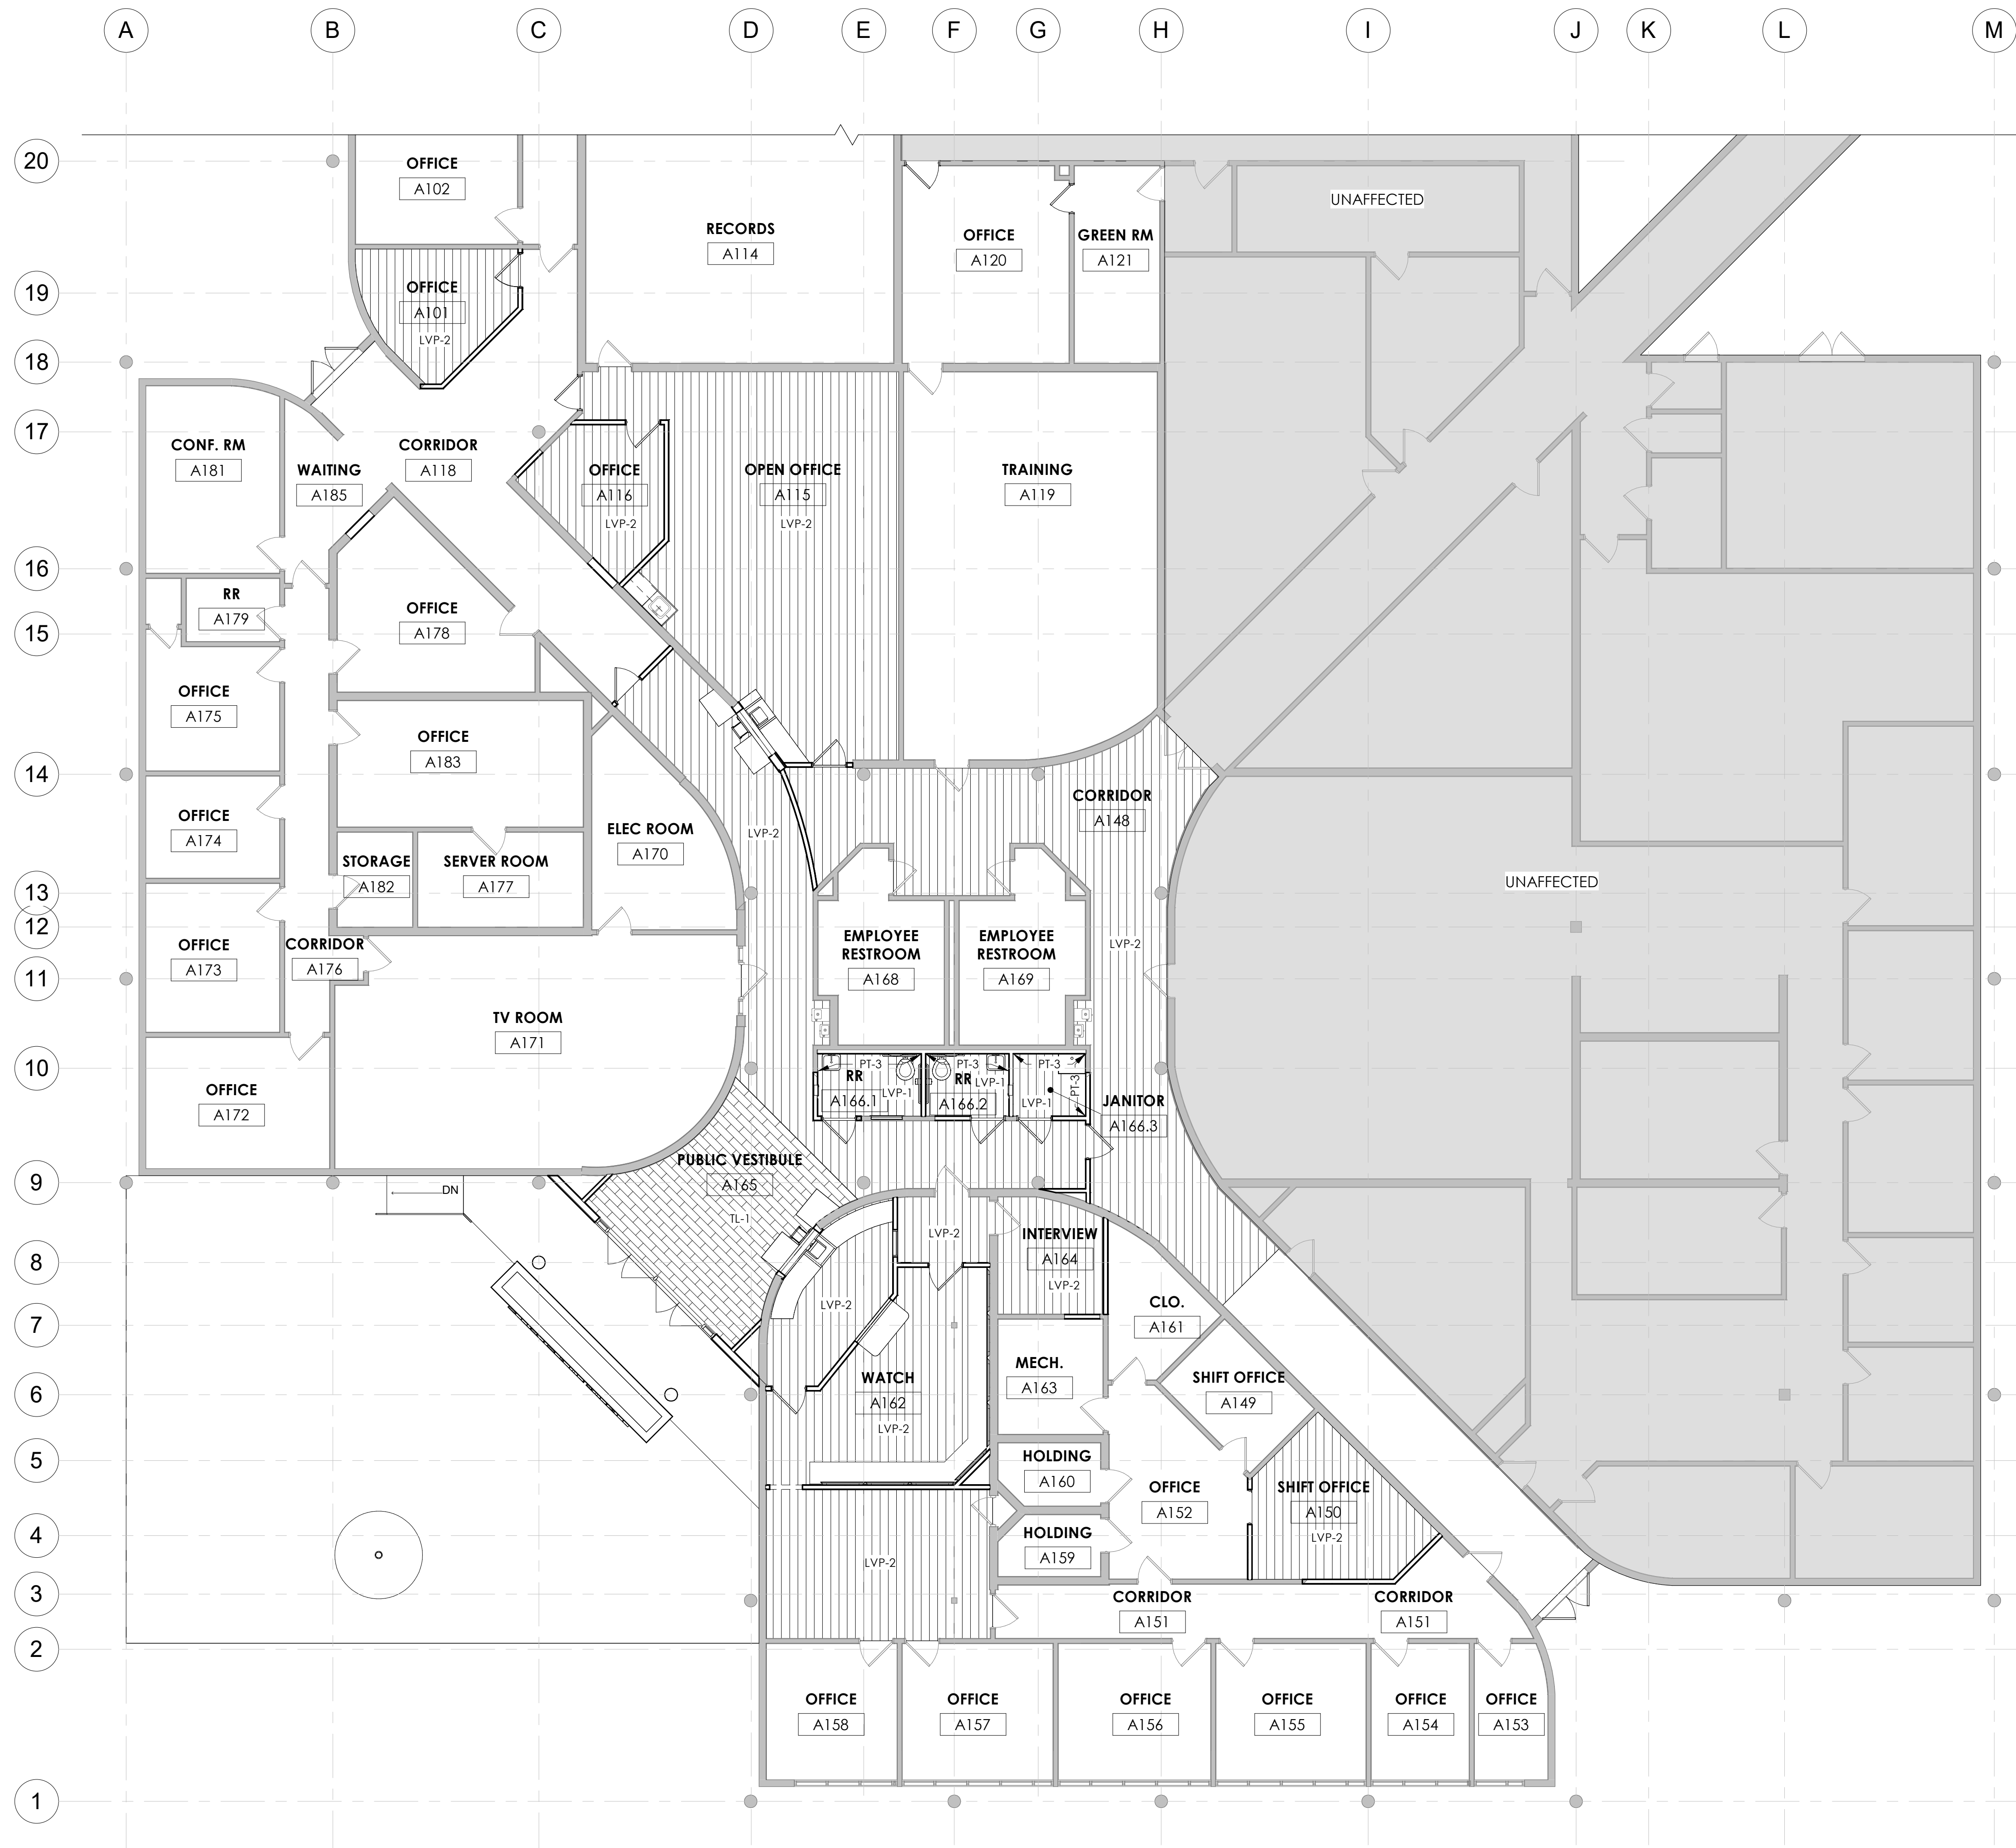 A B C D E F G H I J K L M
20
OFFICE
A102
UNAFFECTED
RECORDS
A114
OFFICE
A120
GREEN RM
A121
19
OFFICE
A101
LVP-2
18
17
CONF. RM
A181
WAITING
A185
CORRIDOR
A118
OFFICE
A116
LVP-2
OPEN OFFICE
A115
LVP-2
TRAINING
A119
16
RR
A179
OFFICE
A178
15
OFFICE
A175
OFFICE
A183
14
OFFICE
A174
LVP-2
CORRIDOR
A148
ELEC ROOM
A170
STORAGE
A182
SERVER ROOM
A177
UNAFFECTED
13
12
OFFICE
A173
CORRIDOR
A176
EMPLOYEE
RESTROOM
A168
EMPLOYEE
RESTROOM
A169
LVP-2
11
TV ROOM
A171
10
OFFICE
A172
PT-3
RR
A166.1
LVP-1
PT-3
RR
A166.2
LVP-1
PT-3
PT-3
LVP-1
JANITOR
A166.3
PUBLIC VESTIBULE
A165
TL-1
9
DN
LVP-2
INTERVIEW
A164
LVP-2
8
LVP-2
CLO.
A161
7
MECH.
A163
WATCH
A162
LVP-2
SHIFT OFFICE
A149
6
5
HOLDING
A160
OFFICE
A152
SHIFT OFFICE
A150
LVP-2
4
HOLDING
A159
LVP-2
3
CORRIDOR
A151
CORRIDOR
A151
2
OFFICE
A158
OFFICE
A157
OFFICE
A156
OFFICE
A155
OFFICE
A154
OFFICE
A153
1